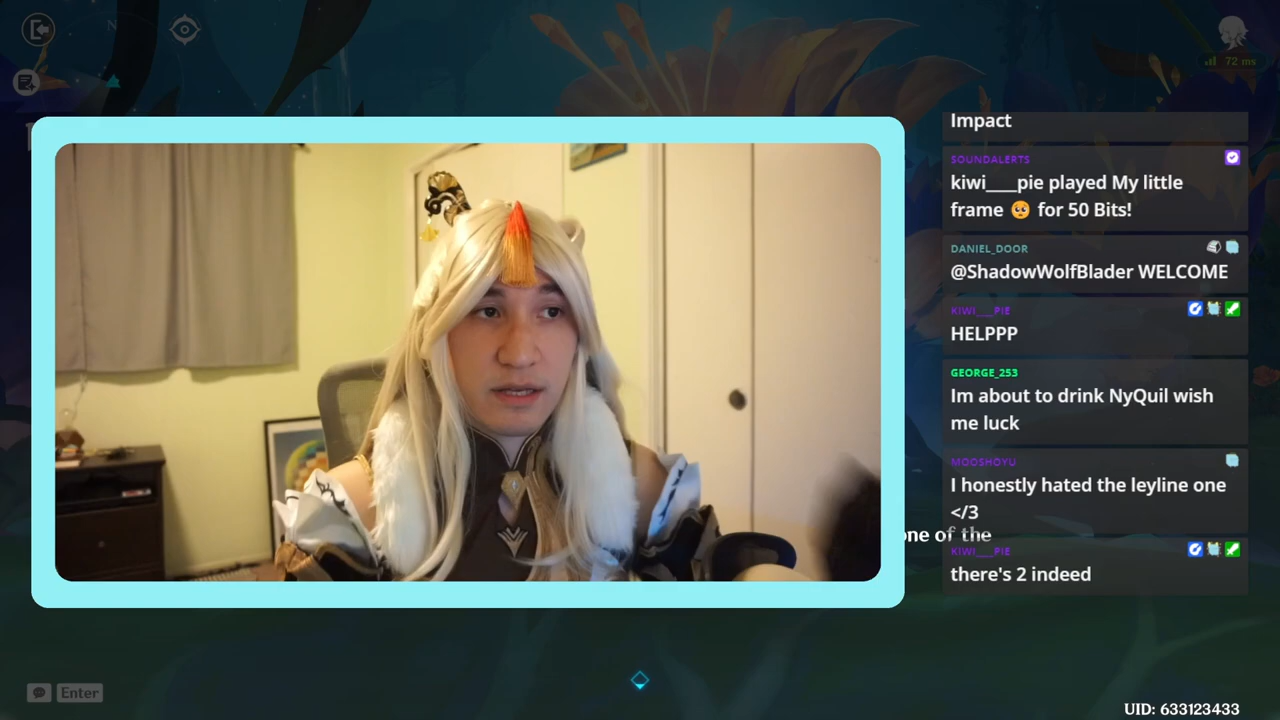 N
72 ms
Impact
SOUNDALERTS
kiwi___pie played My little
frame 🥺 for 50 Bits!
DANIEL_DOOR
@ShadowWolfBlader WELCOME
KIWI___PIE
HELPPP
GEORGE_253
Im about to drink NyQuil wish
me luck
MOOSHOYU
I honestly hated the leyline one
</3
one of the
KIWI___PIE
there's 2 indeed
Enter
UID: 633123433